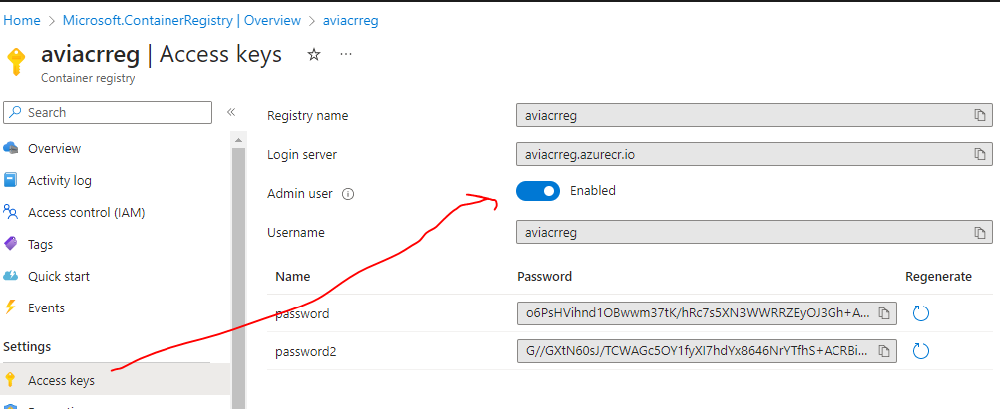 Home > Microsoft.ContainerRegistry | Overview > aviacrreg
aviacrreg | Access keys
Container registry
Search
Overview
Activity log
Access control (IAM)
Tags
Quick start
Events
Settings
Access keys
Registry name aviacrreg
Login server aviacrreg.azurecr.io
Admin user Enabled
Username aviacrreg
Name Password Regenerate
password o6PsHVihnd1OBwwm37tK/hRc7s5XN3WWRRZEyOJ3Gh+A...
password2 G//GXtN60sJ/TCWAGc5OY1fyXI7hdYx8646NrYTfhS+ACRBi...